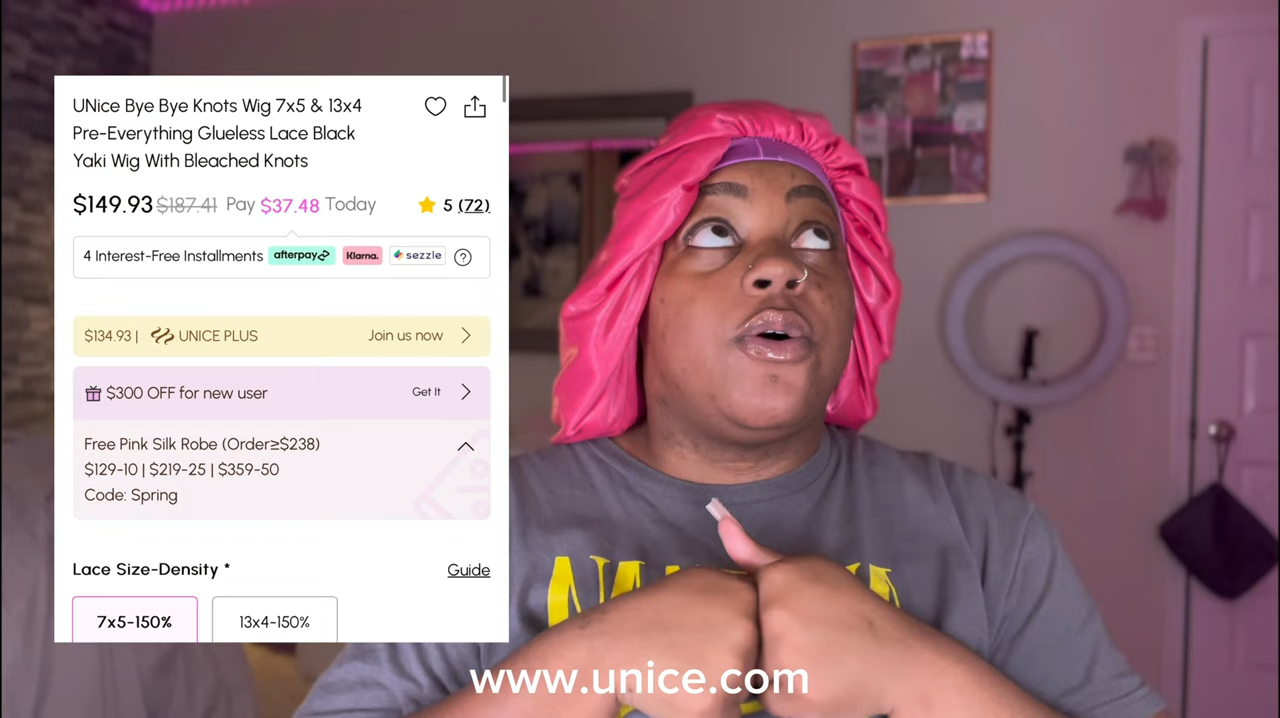 UNice Bye Bye Knots Wig 7x5 & 13x4
Pre-Everything Glueless Lace Black
Yaki Wig With Bleached Knots
$149.93 $187.41 Pay $37.48 Today 5 (72)
4 Interest-Free Installments afterpay Klarna. sezzle ?
$134.93 | UNICE PLUS Join us now
$300 OFF for new user Get It
Free Pink Silk Robe (Order≥$238)
$129-10 | $219-25 | $359-50
Code: Spring
Lace Size-Density * Guide
7x5-150% 13x4-150%
www.unice.com